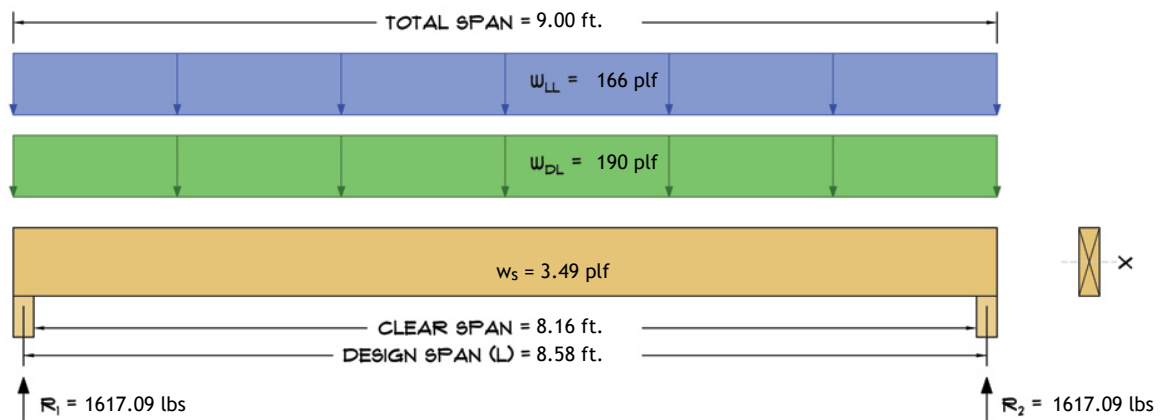 TOTAL SPAN = 9.00 ft.
wLL = 166 plf
wDL = 190 plf
ws = 3.49 plf
X
CLEAR SPAN = 8.16 ft.
DESIGN SPAN (L) = 8.58 ft.
R1 = 1617.09 lbs
R2 = 1617.09 lbs